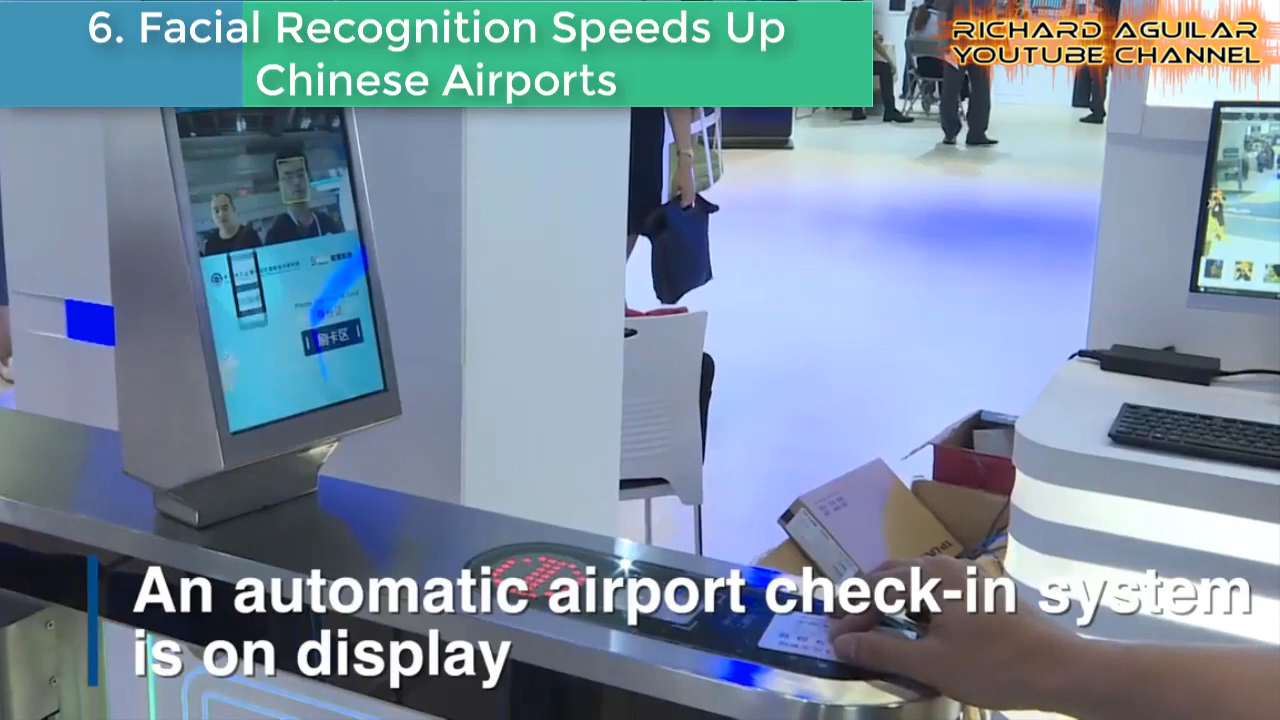 6. Facial Recognition Speeds Up
Chinese Airports
RICHARD AGUILAR
YOUTUBE CHANNEL
刷卡区
An automatic airport check-in system
is on display